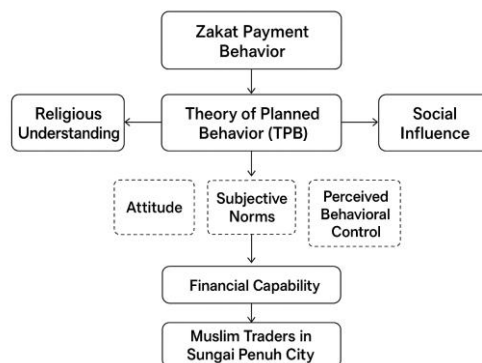 Zakat Payment
Behavior
Religious
Understanding
Theory of Planned
Behavior (TPB)
Social
Influence
Attitude
Subjective
Norms
Perceived
Behavioral
Control
Financial Capability
Muslim Traders in
Sungai Penuh City